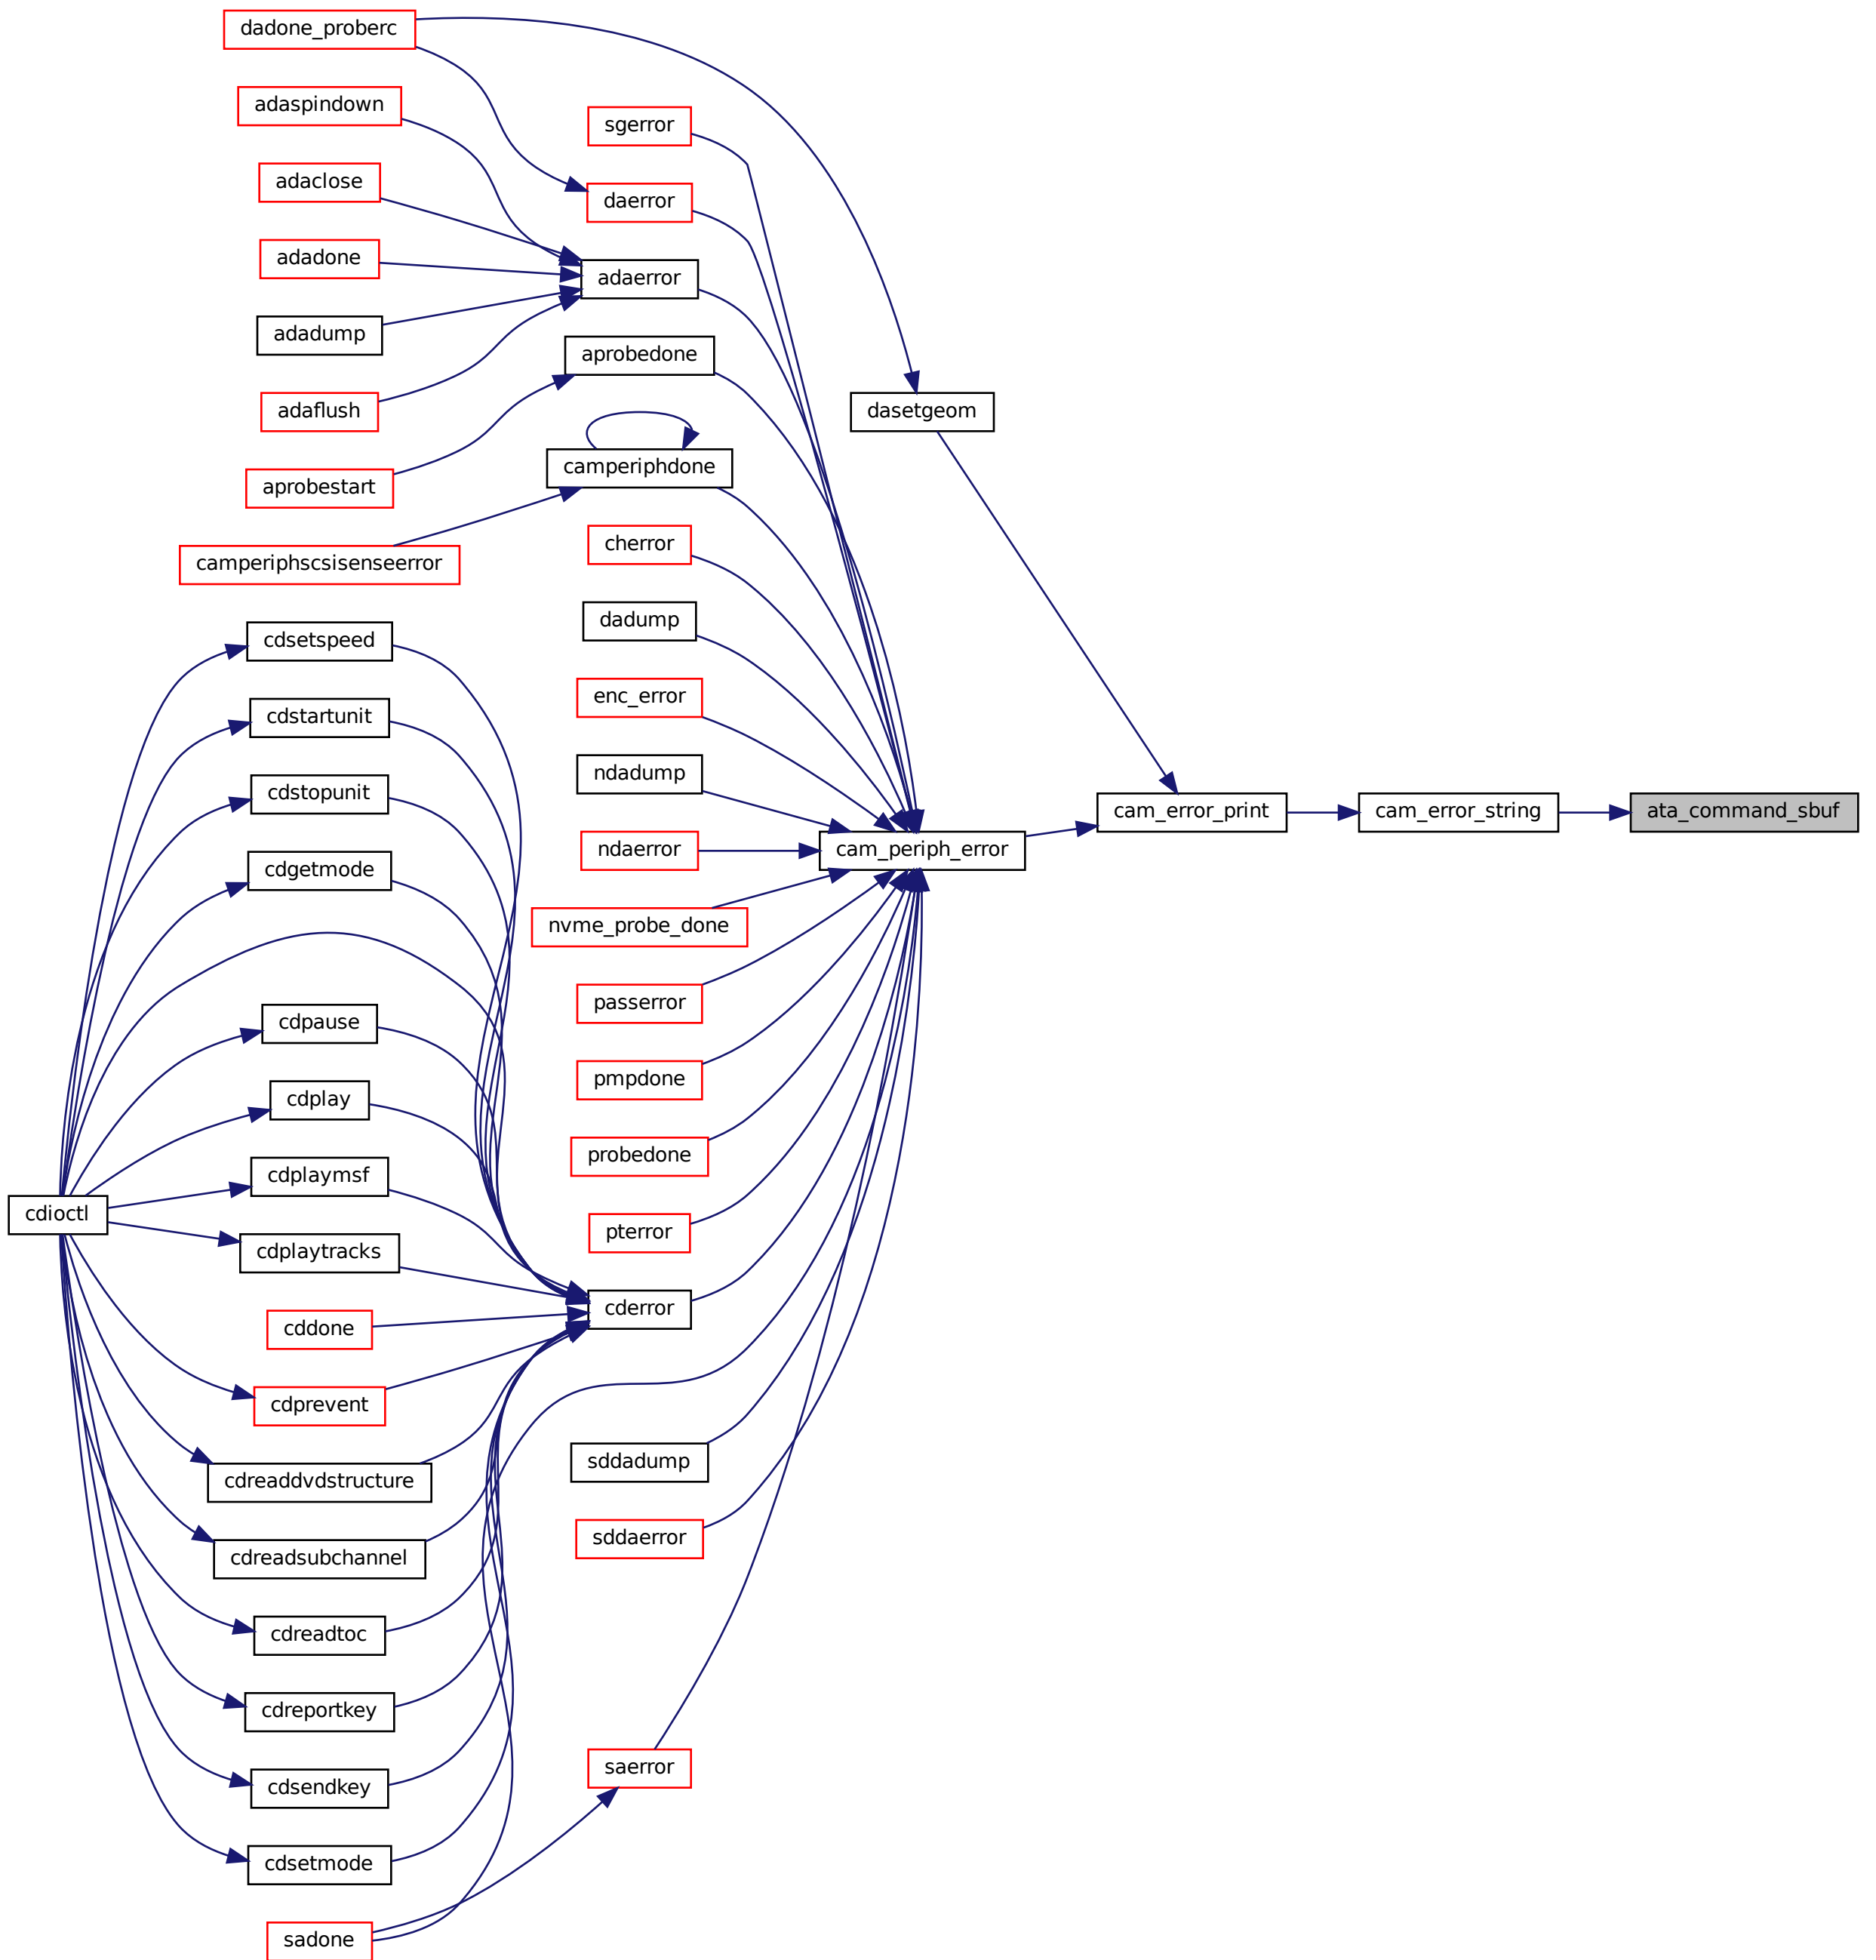 dadone_proberc
adaspindown
sgerror
adaclose
daerror
adadone
adaerror
adadump
aprobedone
adaflush
dasetgeom
camperiphdone
aprobestart
cherror
camperiphscsisenseerror
dadump
cdsetspeed
enc_error
cdstartunit
ndadump
cdstopunit
cam_error_print
cam_error_string
ata_command_sbuf
ndaerror
cam_periph_error
cdgetmode
nvme_probe_done
passerror
cdpause
pmpdone
cdplay
probedone
cdplaymsf
cdioctl
pterror
cdplaytracks
cderror
cddone
cdprevent
sddadump
cdreaddvdstructure
sddaerror
cdreadsubchannel
cdreadtoc
cdreportkey
saerror
cdsendkey
cdsetmode
sadone